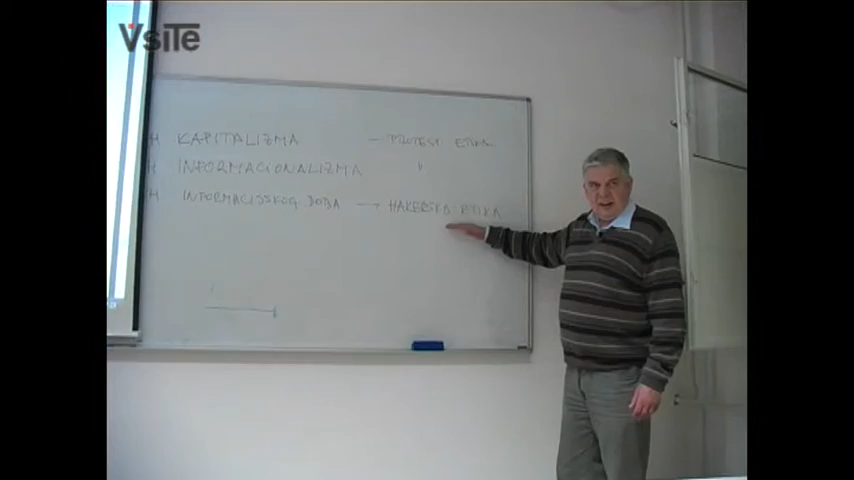 VsiTe
H KAPITALIZMA — PROTEST. ETIKA
H INFORMACIONALIZMA
H INFORMACIJSKOG DOBA → HAKERSKA ETIKA